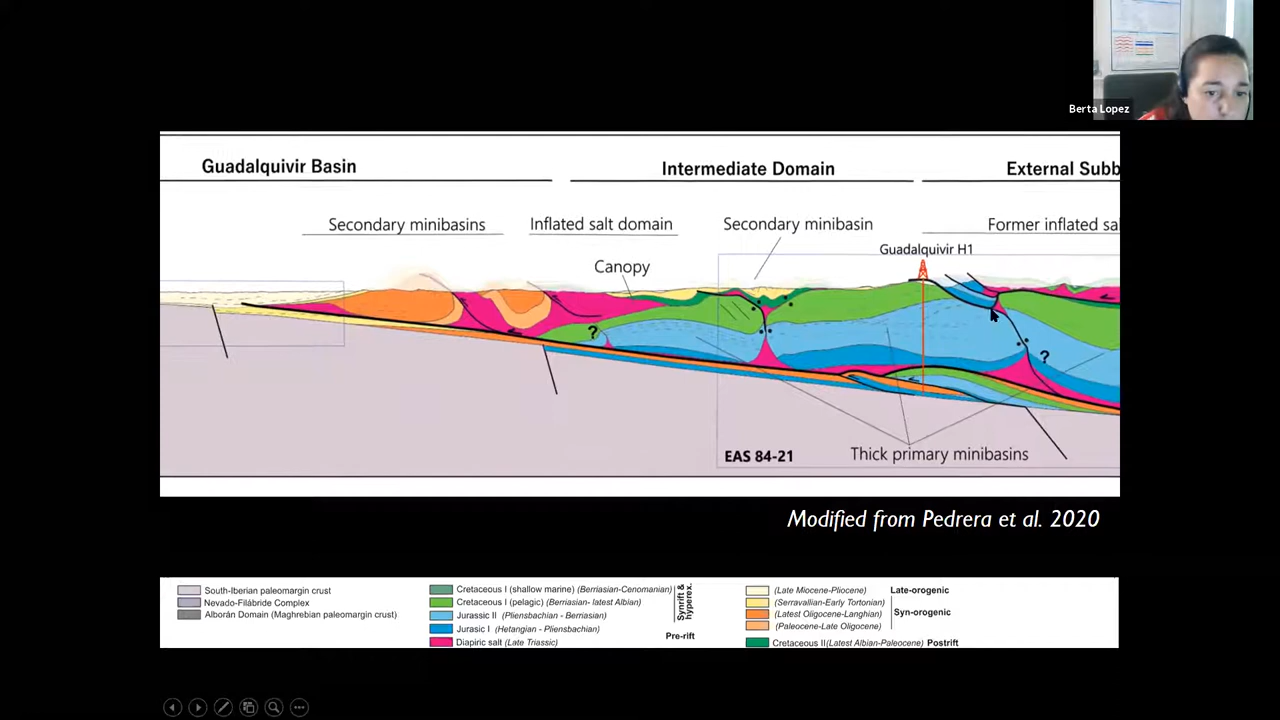 Berta Lopez
Guadalquivir Basin
Intermediate Domain
External Subb
Secondary minibasins
Inflated salt domain
Secondary minibasin
Former inflated sal
Guadalquivir H1
Canopy
?
?
EAS 84-21
Thick primary minibasins
Modified from Pedrera et al. 2020
South-Iberian paleomargin crust
Nevado-Filábride Complex
Alborán Domain (Maghrebian paleomargin crust)
Cretaceous I (shallow marine) (Berriasian-Cenomanian)
Cretaceous I (pelagic) (Berriasian- latest Albian)
Jurassic II (Pliensbachian - Berriasian)
Jurasic I (Hetangian - Pliensbachian)
Diapiric salt (Late Triassic)
Synrift &
hyperex.
Pre-rift
(Late Miocene-Pliocene)
Late-orogenic
(Serravallian-Early Tortonian)
(Latest Oligocene-Langhian)
Syn-orogenic
(Paleocene-Late Oligocene)
Cretaceous II (Latest Albian-Paleocene) Postrift